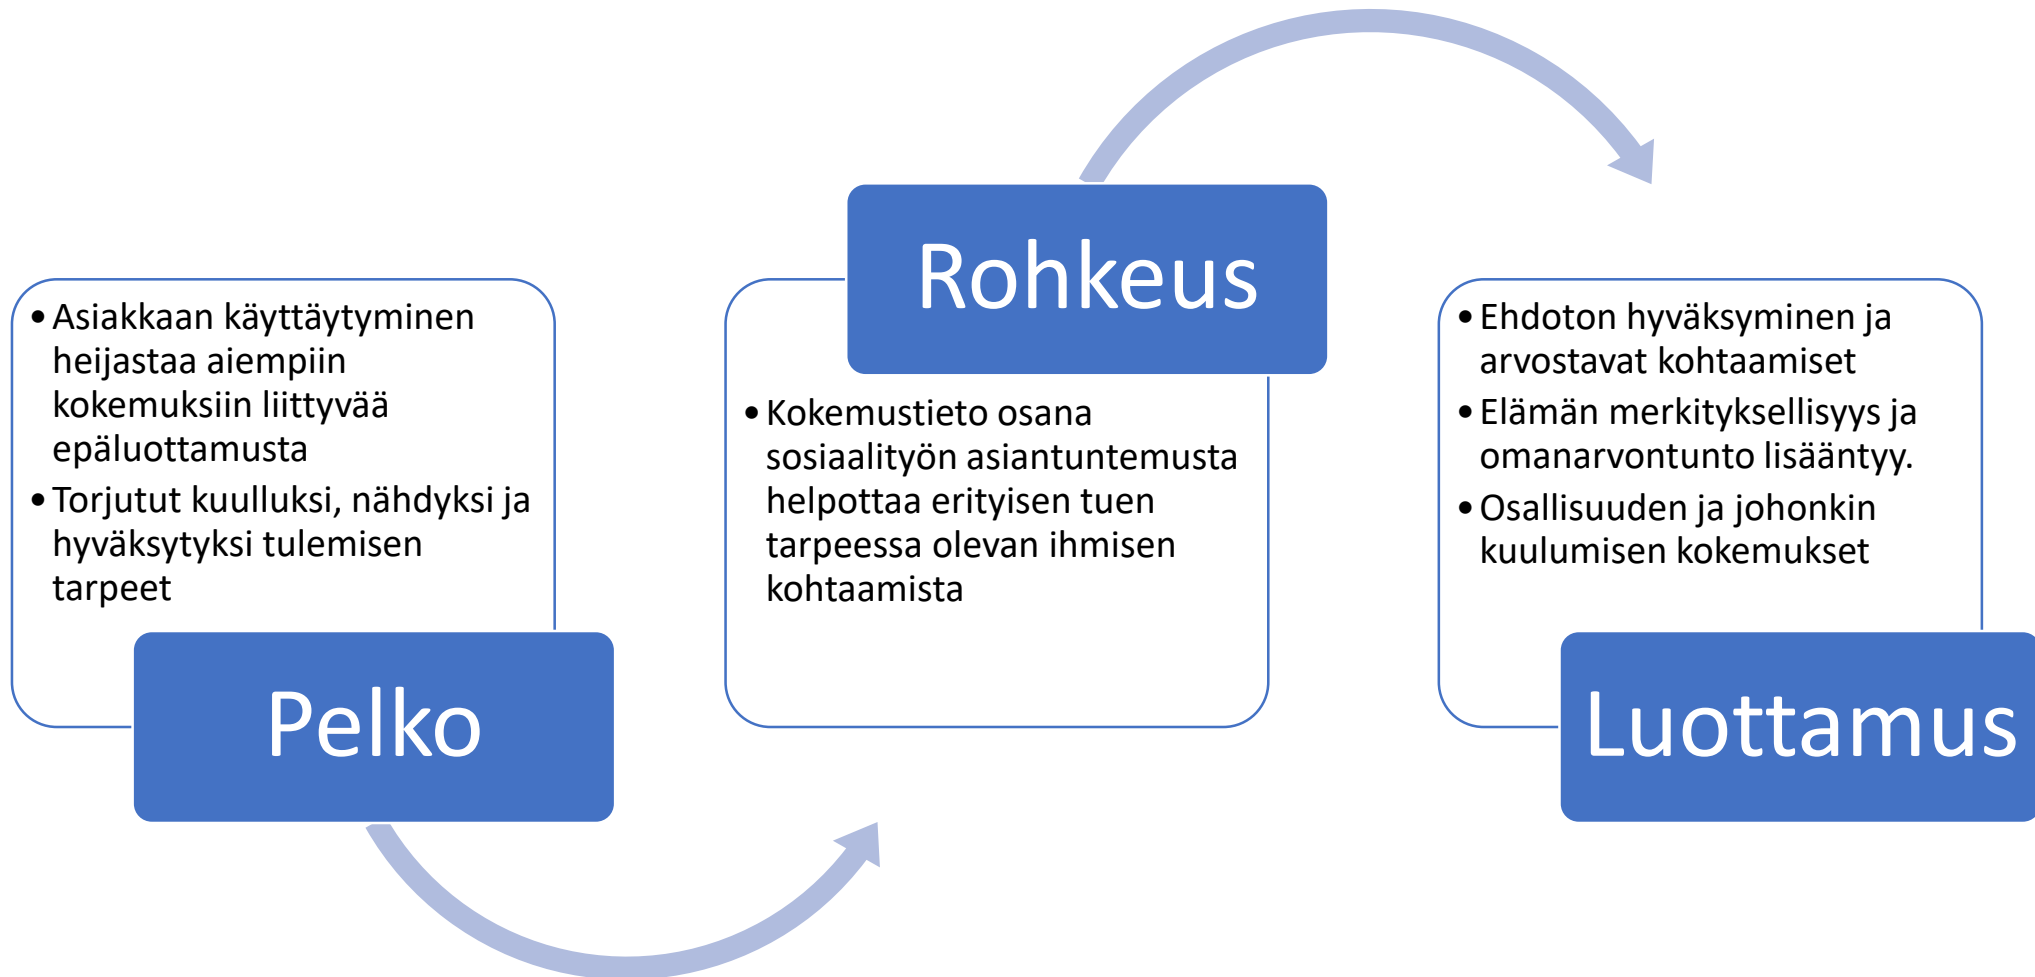 • Asiakkaan käyttäytyminen
heijastaa aiempiin
kokemuksiin liittyvää
epäluottamusta
• Torjutut kuulluksi, nähdyksi ja
hyväksytyksi tulemisen
tarpeet
Pelko
Rohkeus
• Kokemustieto osana
sosiaalityön asiantuntemusta
helpottaa erityisen tuen
tarpeessa olevan ihmisen
kohtaamista
• Ehdoton hyväksyminen ja
arvostavat kohtaamiset
• Elämän merkityksellisyys ja
omanarvontunto lisääntyy.
• Osallisuuden ja johonkin
kuulumisen kokemukset
Luottamus